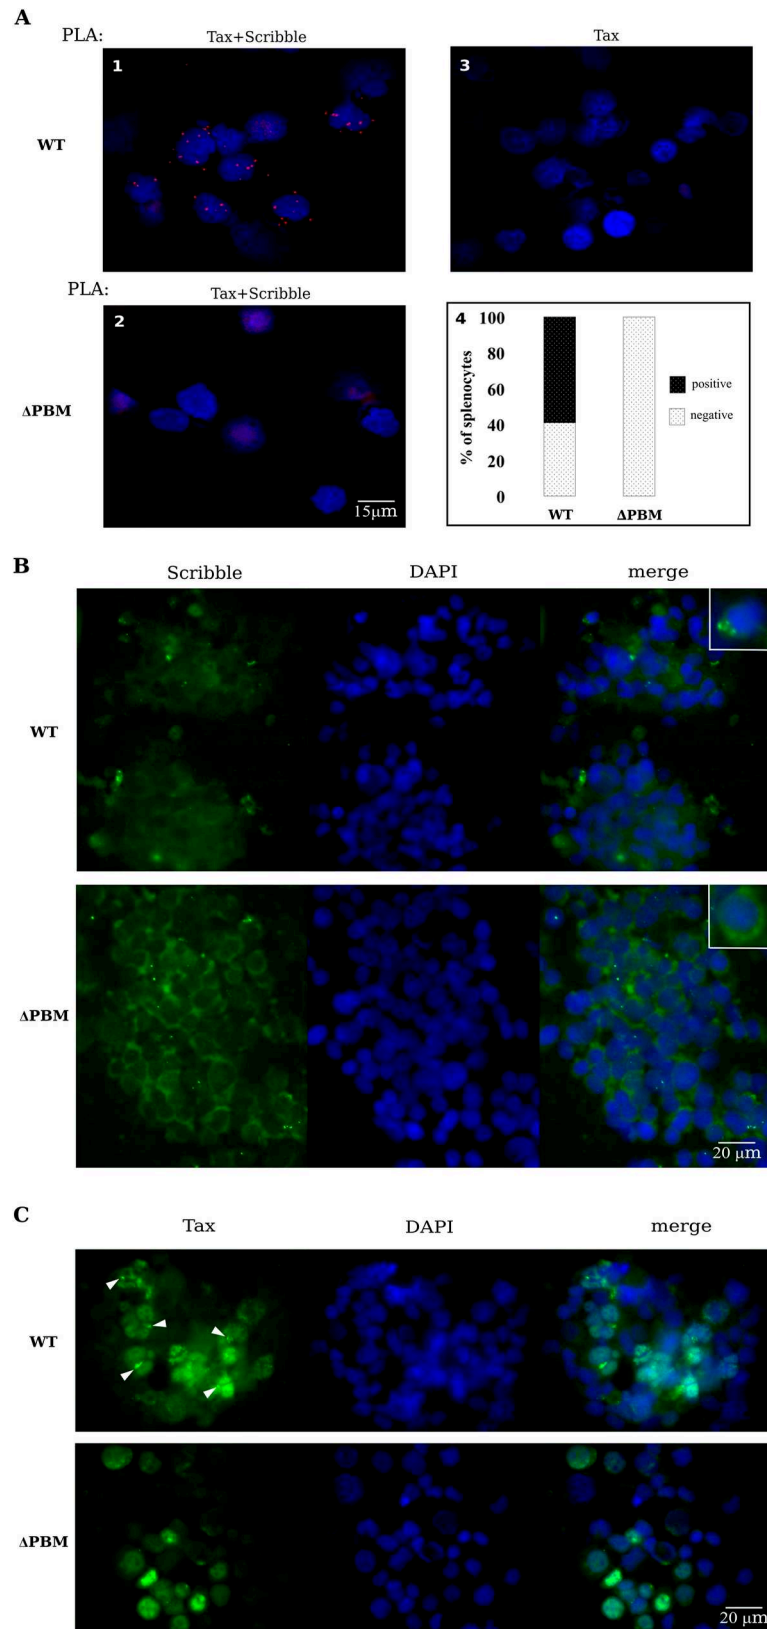 A
PLA:
Tax+Scribble
Tax
1
3
WT
PLA:
Tax+Scribble
2
ΔPBM
15µm
4
% of splenocytes
100
80
60
40
20
0
positive
negative
WT
ΔPBM
B
Scribble
DAPI
merge
WT
ΔPBM
20 µm
C
Tax
DAPI
merge
WT
ΔPBM
20 µm